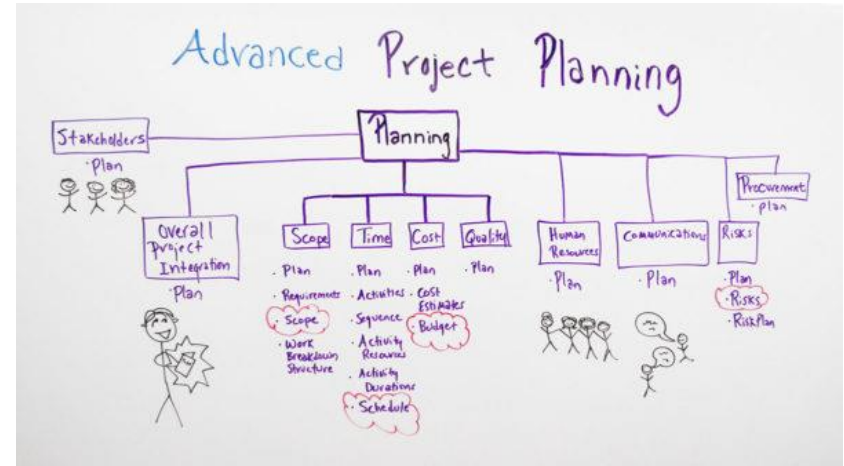 Advanced Project Planning
Planning
Stakeholders
· Plan
Overall
Project
Integration
· Plan
Scope
· Plan
· Requirements
· Scope
· Work
Breakdown
Structure
Time
· Plan
· Activities
· Sequence
· Activity
Resources
· Activity
Durations
· Schedule
Cost
· Plan
· Cost
Estimates
· Budget
Quality
· Plan
Human
Resources
· Plan
Communications
· Plan
Risks
· Plan
· Risks
· Risk Plan
Procurement
· Plan